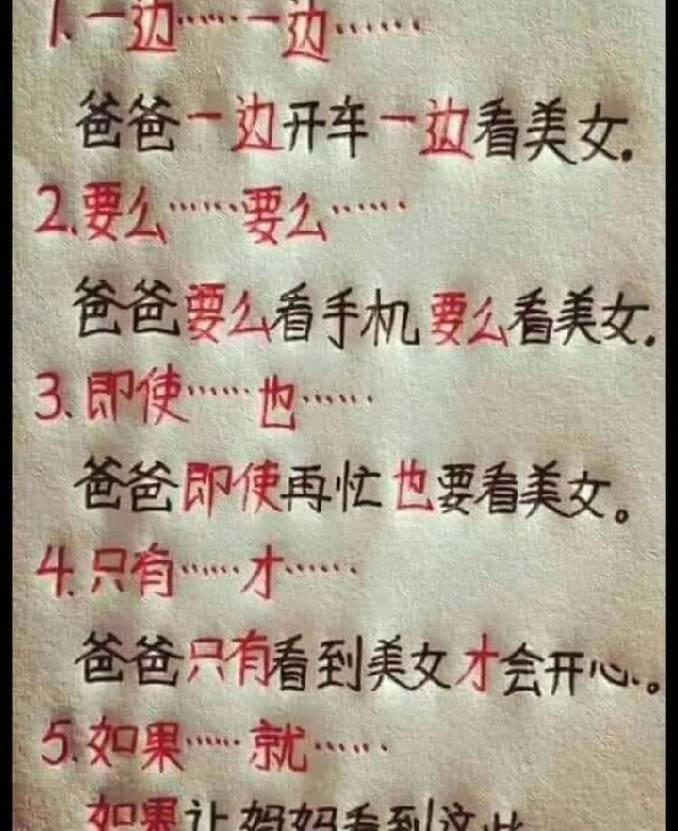 1.一边……一边……
爸爸一边开车一边看美女.
2.要么……要么……
爸爸要么看手机要么看美女.
3.即使……也……
爸爸即使再忙也要看美女。
4.只有……才……
爸爸只有看到美女才会开心.。
5.如果……就……
如果让妈妈看到这些